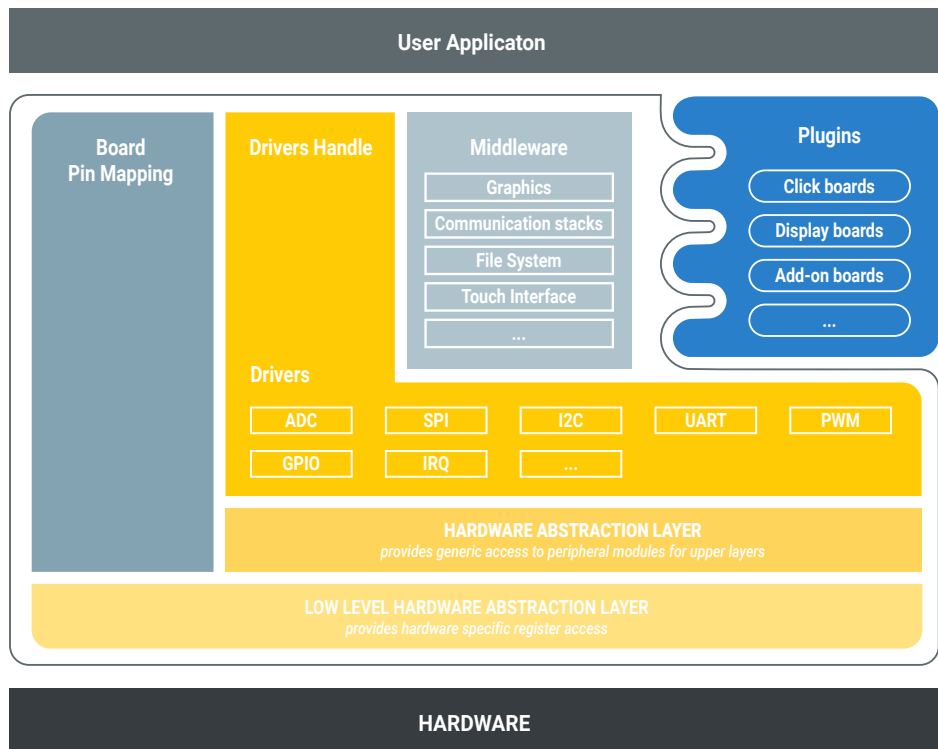 User Applicaton
Board
Pin Mapping
Drivers Handle
Middleware
Graphics
Communication stacks
File System
Touch Interface
...
Plugins
Click boards
Display boards
Add-on boards
...
Drivers
ADC
SPI
I2C
UART
PWM
GPIO
IRQ
...
HARDWARE ABSTRACTION LAYER
provides generic access to peripheral modules for upper layers
LOW LEVEL HARDWARE ABSTRACTION LAYER
provides hardware specific register access
HARDWARE